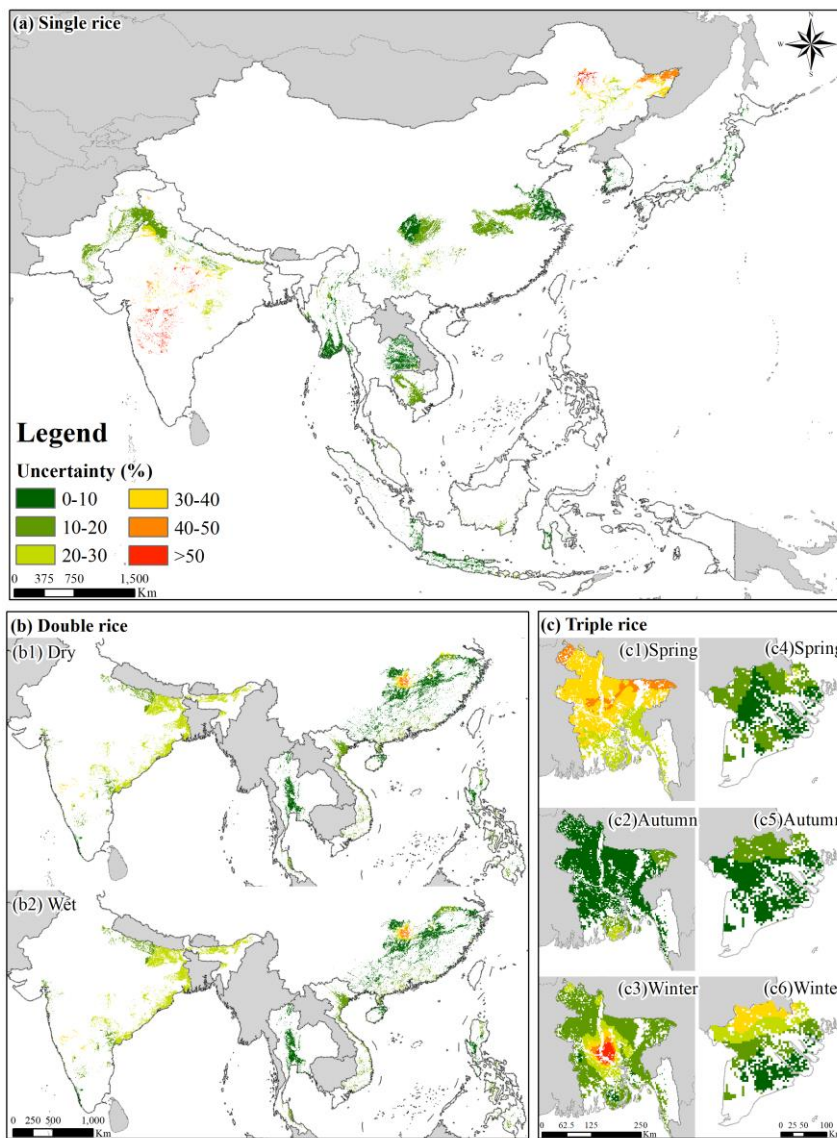 (a) Single rice
N
W
E
S
Legend
Uncertainty (%)
0-10
30-40
10-20
40-50
20-30
>50
0 375 750 1,500
Km
(b) Double rice
(b1) Dry
(b2) Wet
0 250 500 1,000
Km
(c) Triple rice
(c1)Spring
(c4)Spring
(c2)Autumn
(c5)Autumn
(c3)Winter
(c6)Winter
0 62.5 125 250
Km
0 25 50 100
Km